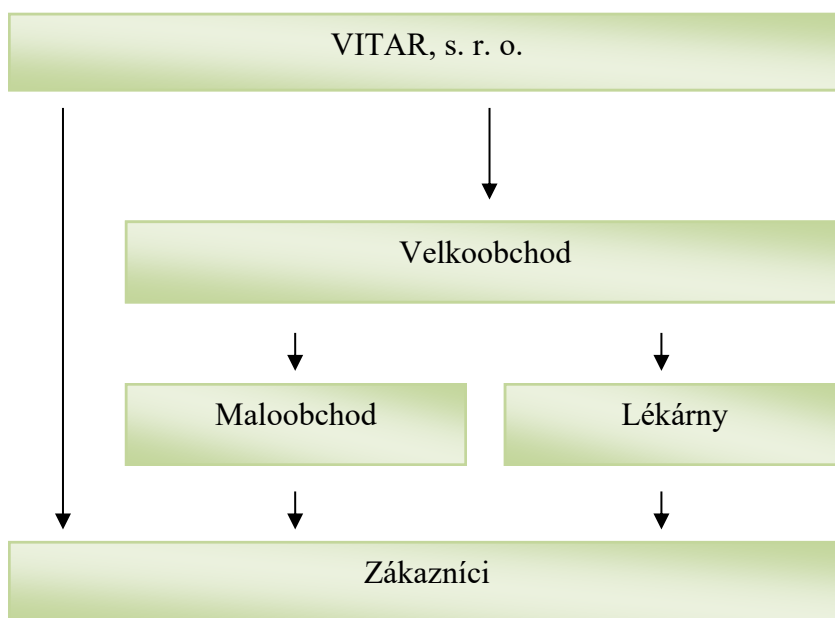 VITAR, s. r. o.
Velkoobchod
Maloobchod
Lékárny
Zákazníci